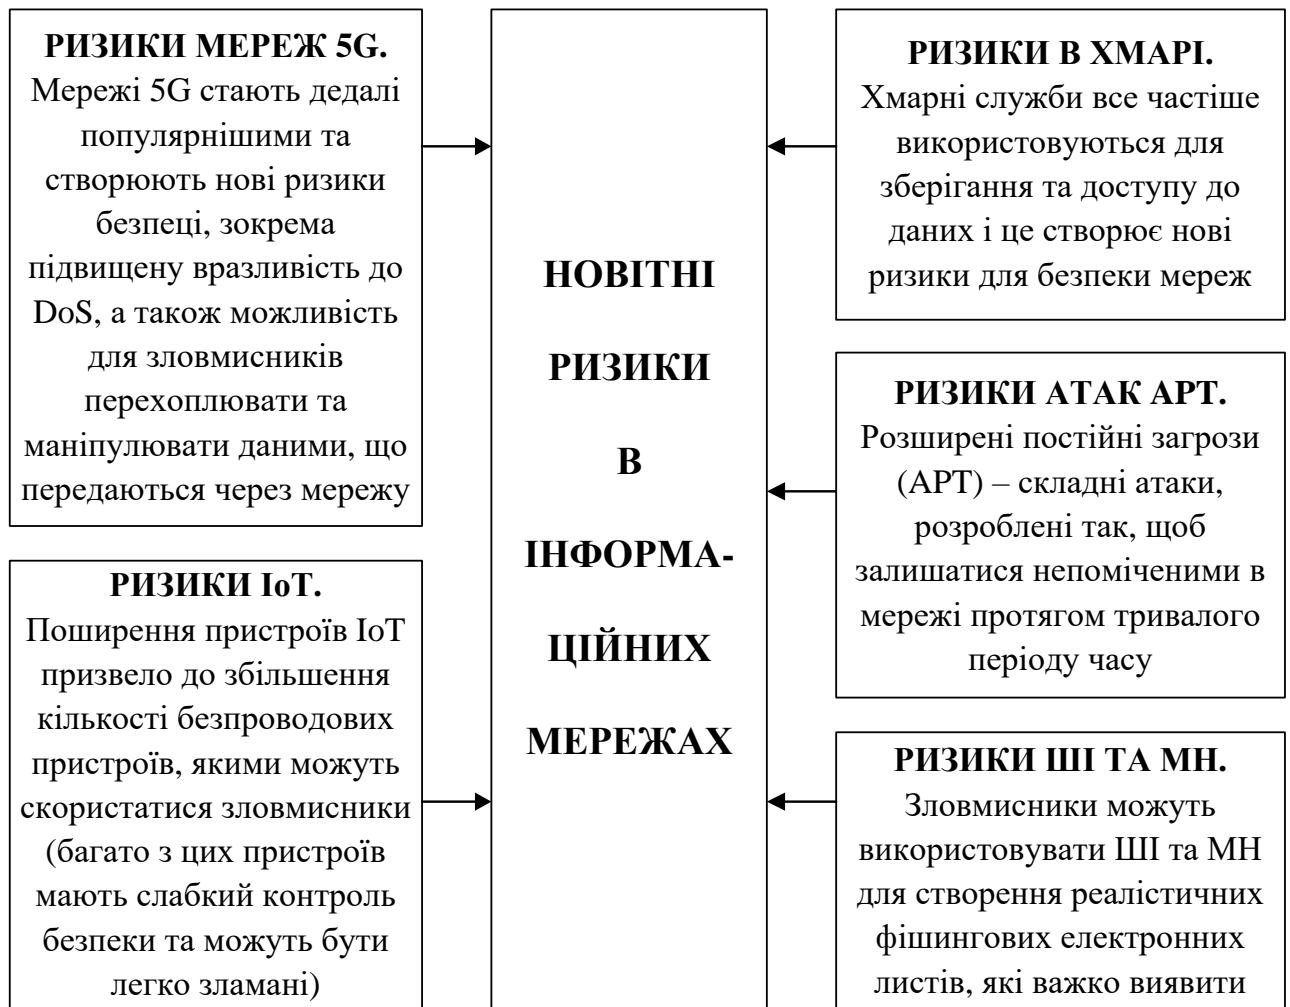 РИЗИКИ МЕРЕЖ 5G.
Мережі 5G стають дедалі
популярнішими та
створюють нові ризики
безпеці, зокрема
підвищену вразливість до
DoS, а також можливість
для зловмисників
перехоплювати та
маніпулювати даними, що
передаються через мережу
РИЗИКИ ІоТ.
Поширення пристроїв ІоТ
призвело до збільшення
кількості безпроводових
пристроїв, якими можуть
скористатися зловмисники
(багато з цих пристроїв
мають слабкий контроль
безпеки та можуть бути
легко зламані)
НОВІТНІ
РИЗИКИ
В
ІНФОРМА-
ЦІЙНИХ
МЕРЕЖАХ
РИЗИКИ В ХМАРІ.
Хмарні служби все частіше
використовуються для
зберігання та доступу до
даних і це створює нові
ризики для безпеки мереж
РИЗИКИ АТАК АРТ.
Розширені постійні загрози
(АРТ) – складні атаки,
розроблені так, щоб
залишатися непоміченими в
мережі протягом тривалого
періоду часу
РИЗИКИ ШІ ТА МН.
Зловмисники можуть
використовувати ШІ та МН
для створення реалістичних
фішингових електронних
листів, які важко виявити